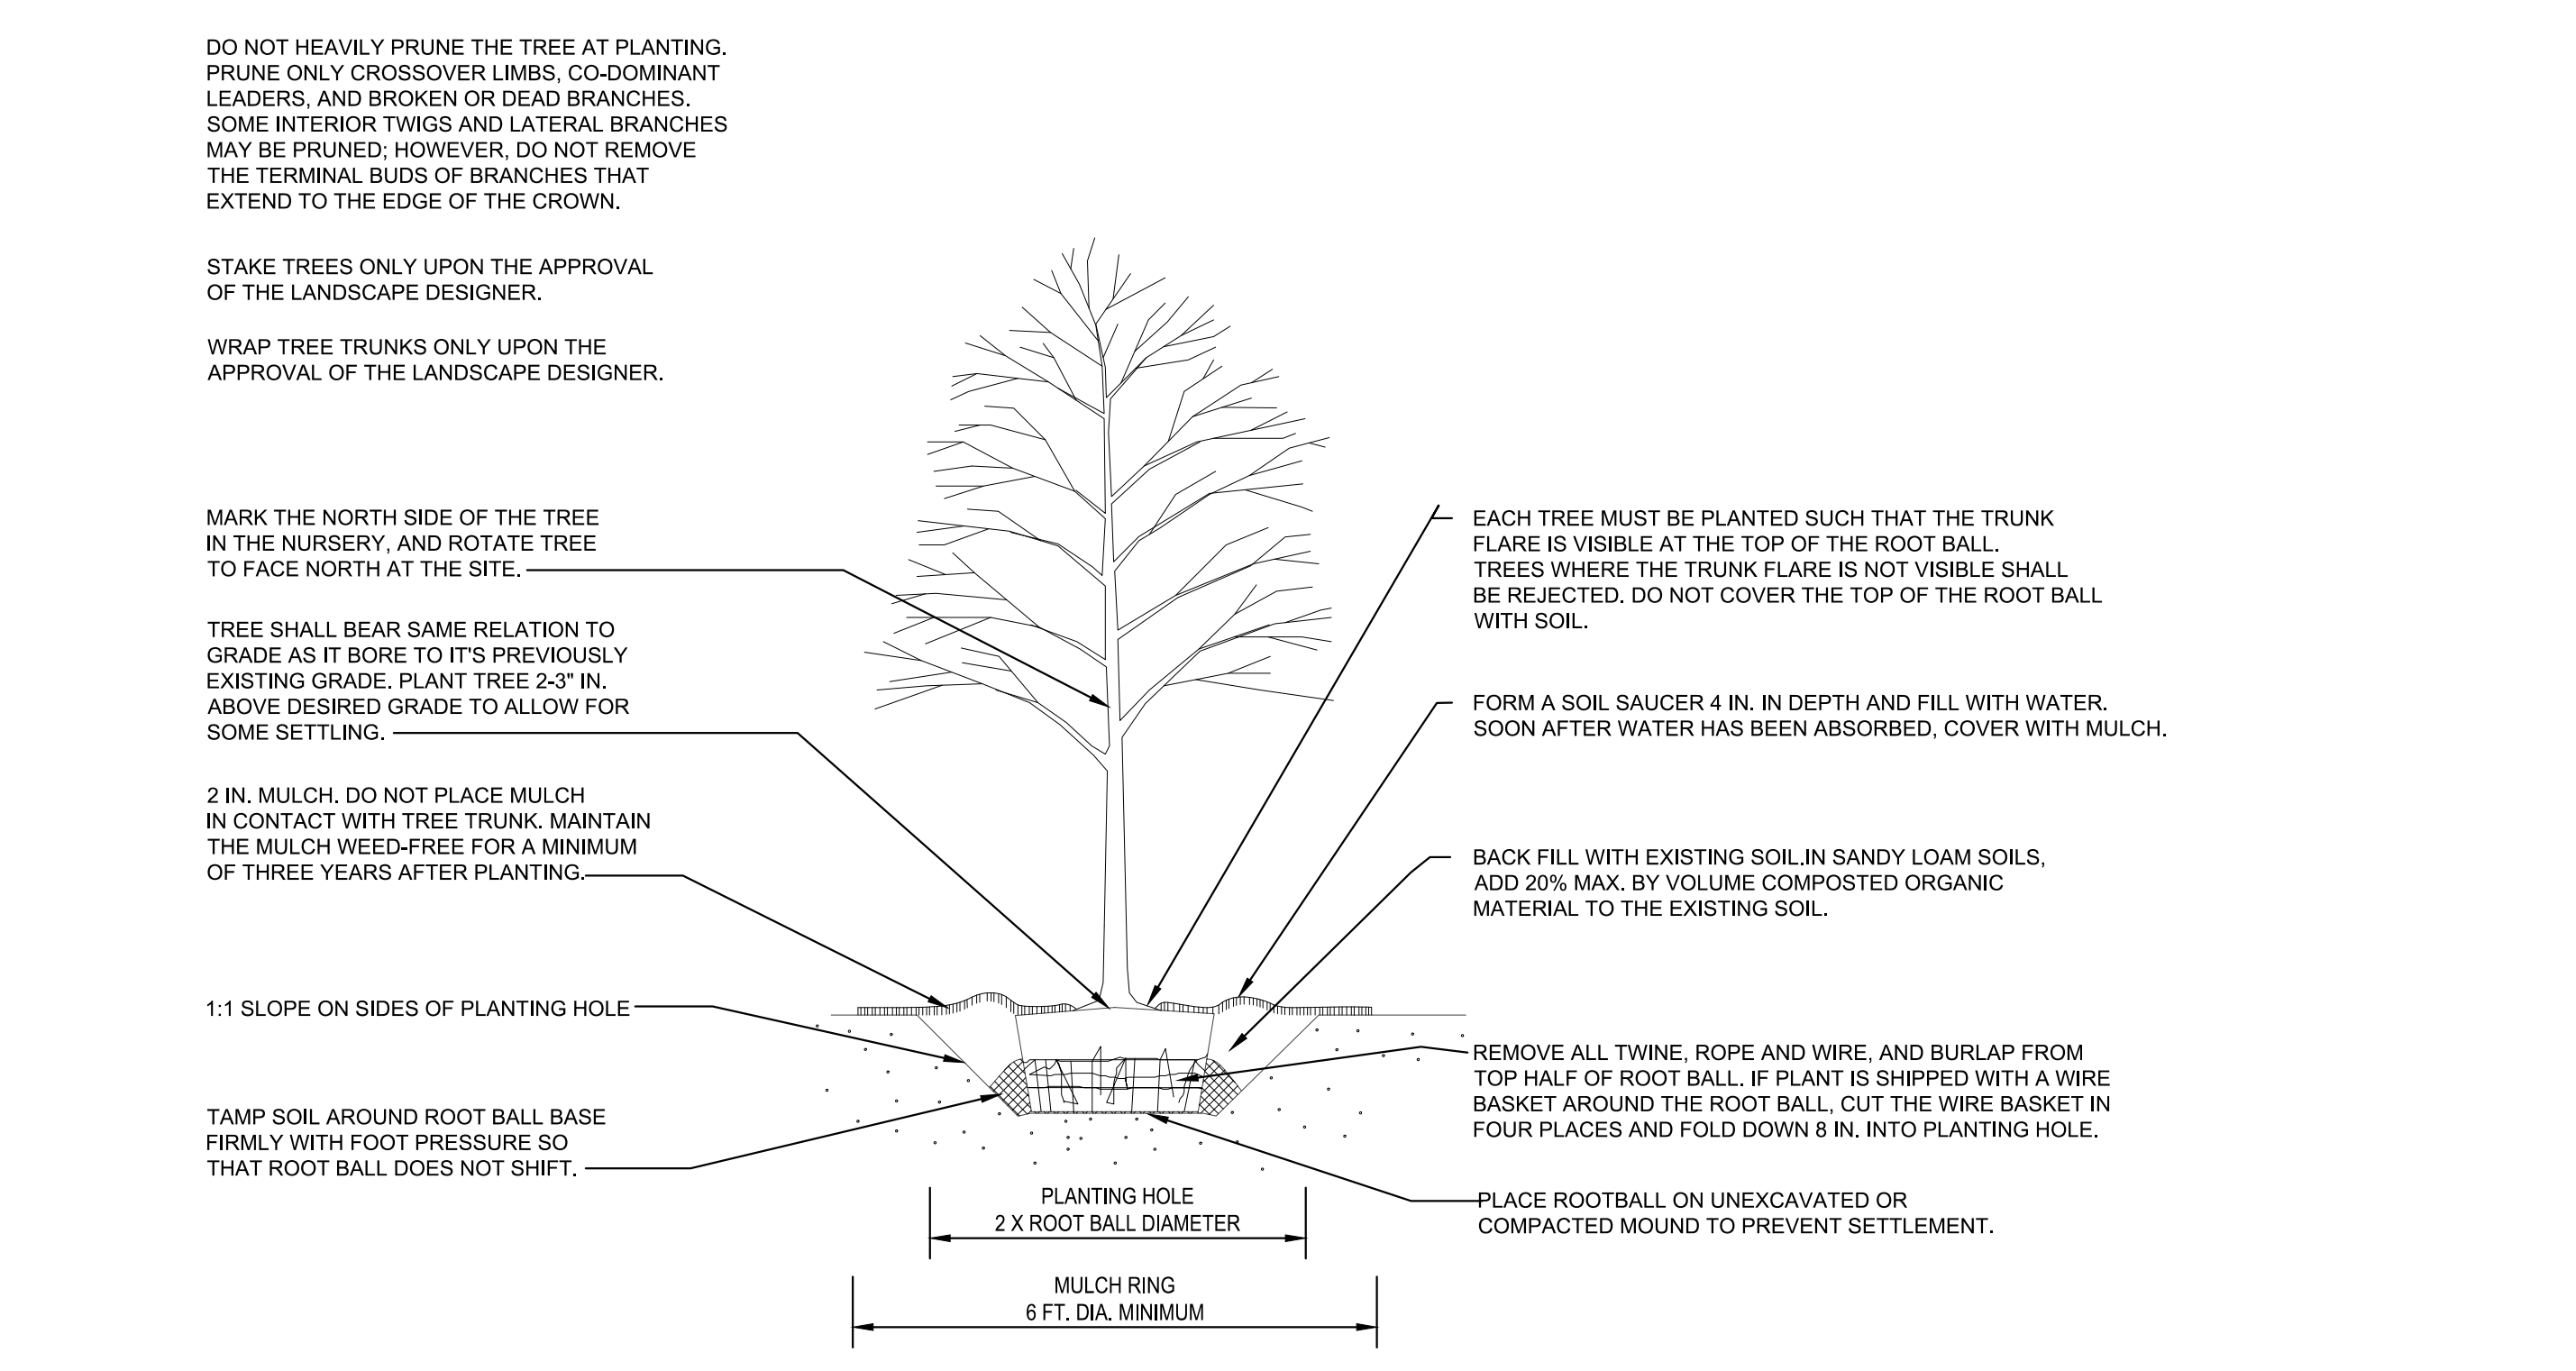 DO NOT HEAVILY PRUNE THE TREE AT PLANTING.
PRUNE ONLY CROSSOVER LIMBS, CO-DOMINANT
LEADERS, AND BROKEN OR DEAD BRANCHES.
SOME INTERIOR TWIGS AND LATERAL BRANCHES
MAY BE PRUNED; HOWEVER, DO NOT REMOVE
THE TERMINAL BUDS OF BRANCHES THAT
EXTEND TO THE EDGE OF THE CROWN.
STAKE TREES ONLY UPON THE APPROVAL
OF THE LANDSCAPE DESIGNER.
WRAP TREE TRUNKS ONLY UPON THE
APPROVAL OF THE LANDSCAPE DESIGNER.
MARK THE NORTH SIDE OF THE TREE
IN THE NURSERY, AND ROTATE TREE
TO FACE NORTH AT THE SITE.
TREE SHALL BEAR SAME RELATION TO
GRADE AS IT BORE TO IT'S PREVIOUSLY
EXISTING GRADE. PLANT TREE 2-3" IN.
ABOVE DESIRED GRADE TO ALLOW FOR
SOME SETTLING.
2 IN. MULCH. DO NOT PLACE MULCH
IN CONTACT WITH TREE TRUNK. MAINTAIN
THE MULCH WEED-FREE FOR A MINIMUM
OF THREE YEARS AFTER PLANTING.
1:1 SLOPE ON SIDES OF PLANTING HOLE
TAMP SOIL AROUND ROOT BALL BASE
FIRMLY WITH FOOT PRESSURE SO
THAT ROOT BALL DOES NOT SHIFT.
EACH TREE MUST BE PLANTED SUCH THAT THE TRUNK
FLARE IS VISIBLE AT THE TOP OF THE ROOT BALL.
TREES WHERE THE TRUNK FLARE IS NOT VISIBLE SHALL
BE REJECTED. DO NOT COVER THE TOP OF THE ROOT BALL
WITH SOIL.
FORM A SOIL SAUCER 4 IN. IN DEPTH AND FILL WITH WATER.
SOON AFTER WATER HAS BEEN ABSORBED, COVER WITH MULCH.
BACK FILL WITH EXISTING SOIL.IN SANDY LOAM SOILS,
ADD 20% MAX. BY VOLUME COMPOSTED ORGANIC
MATERIAL TO THE EXISTING SOIL.
REMOVE ALL TWINE, ROPE AND WIRE, AND BURLAP FROM
TOP HALF OF ROOT BALL. IF PLANT IS SHIPPED WITH A WIRE
BASKET AROUND THE ROOT BALL, CUT THE WIRE BASKET IN
FOUR PLACES AND FOLD DOWN 8 IN. INTO PLANTING HOLE.
PLACE ROOTBALL ON UNEXCAVATED OR
COMPACTED MOUND TO PREVENT SETTLEMENT.
PLANTING HOLE
2 X ROOT BALL DIAMETER
MULCH RING
6 FT. DIA. MINIMUM